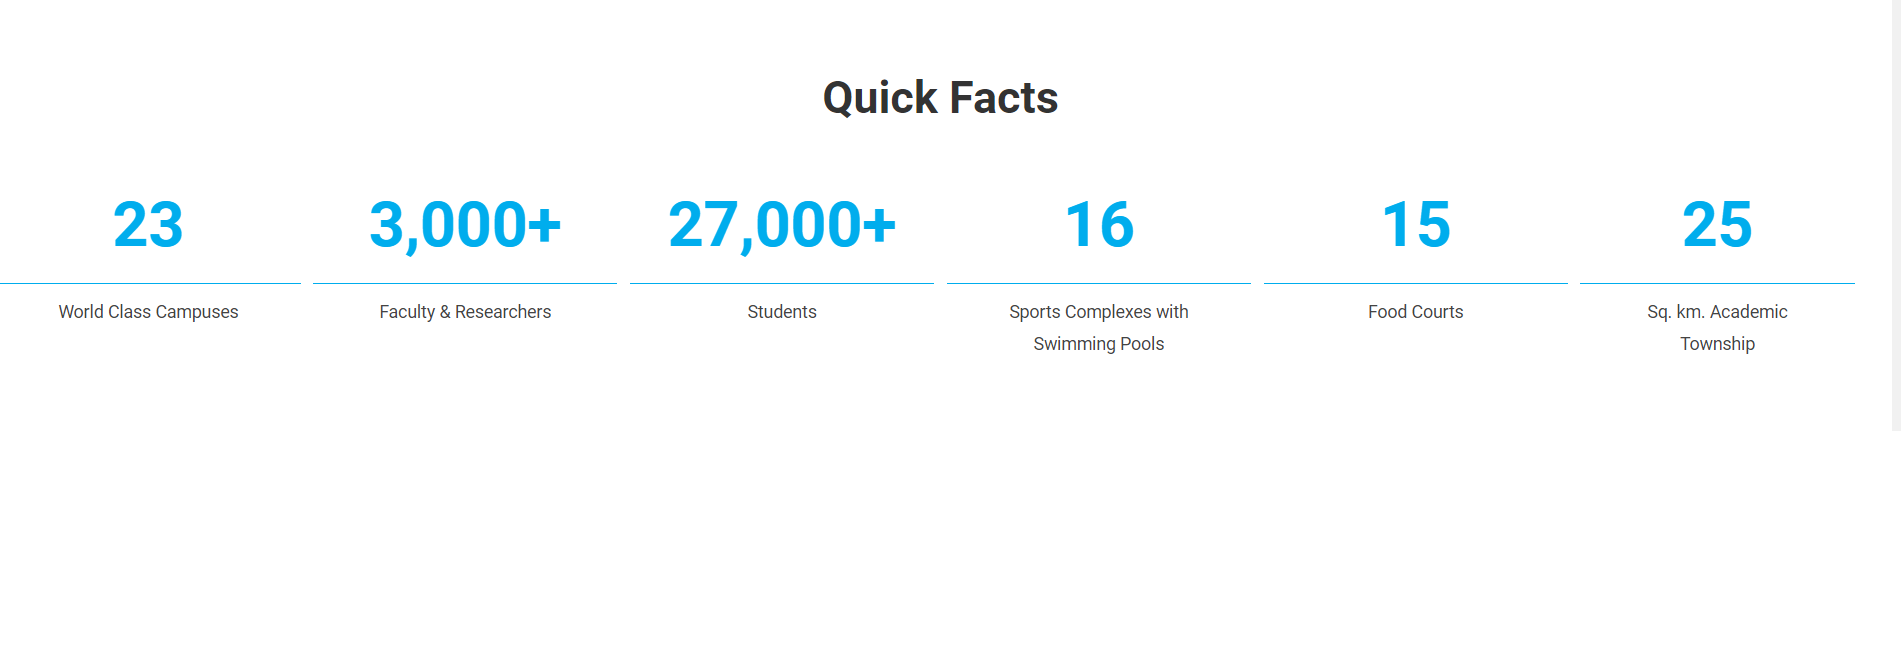 Quick Facts
23
3,000+
27,000+
16
15
25
World Class Campuses
Faculty & Researchers
Students
Sports Complexes with
Swimming Pools
Food Courts
Sq. km. Academic
Township